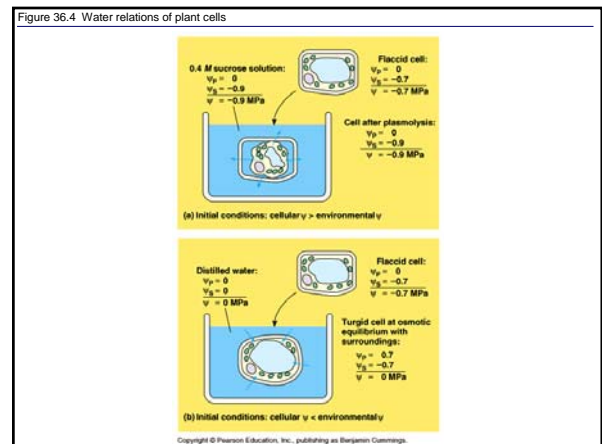 Figure 36.4 Water relations of plant cells
0.4 M sucrose solution:
ΨP = 0
ΨS = −0.9
Ψ = −0.9 MPa
Flaccid cell:
ΨP = 0
ΨS = −0.7
Ψ = −0.7 MPa
Cell after plasmolysis:
ΨP = 0
ΨS = −0.9
Ψ = −0.9 MPa
(a) Initial conditions: cellular Ψ > environmental Ψ
Distilled water:
ΨP = 0
ΨS = 0
Ψ = 0 MPa
Flaccid cell:
ΨP = 0
ΨS = −0.7
Ψ = −0.7 MPa
Turgid cell at osmotic
equilibrium with
surroundings:
ΨP = 0.7
ΨS = −0.7
Ψ = 0 MPa
(b) Initial conditions: cellular Ψ < environmental Ψ
Copyright © Pearson Education, Inc., publishing as Benjamin Cummings.